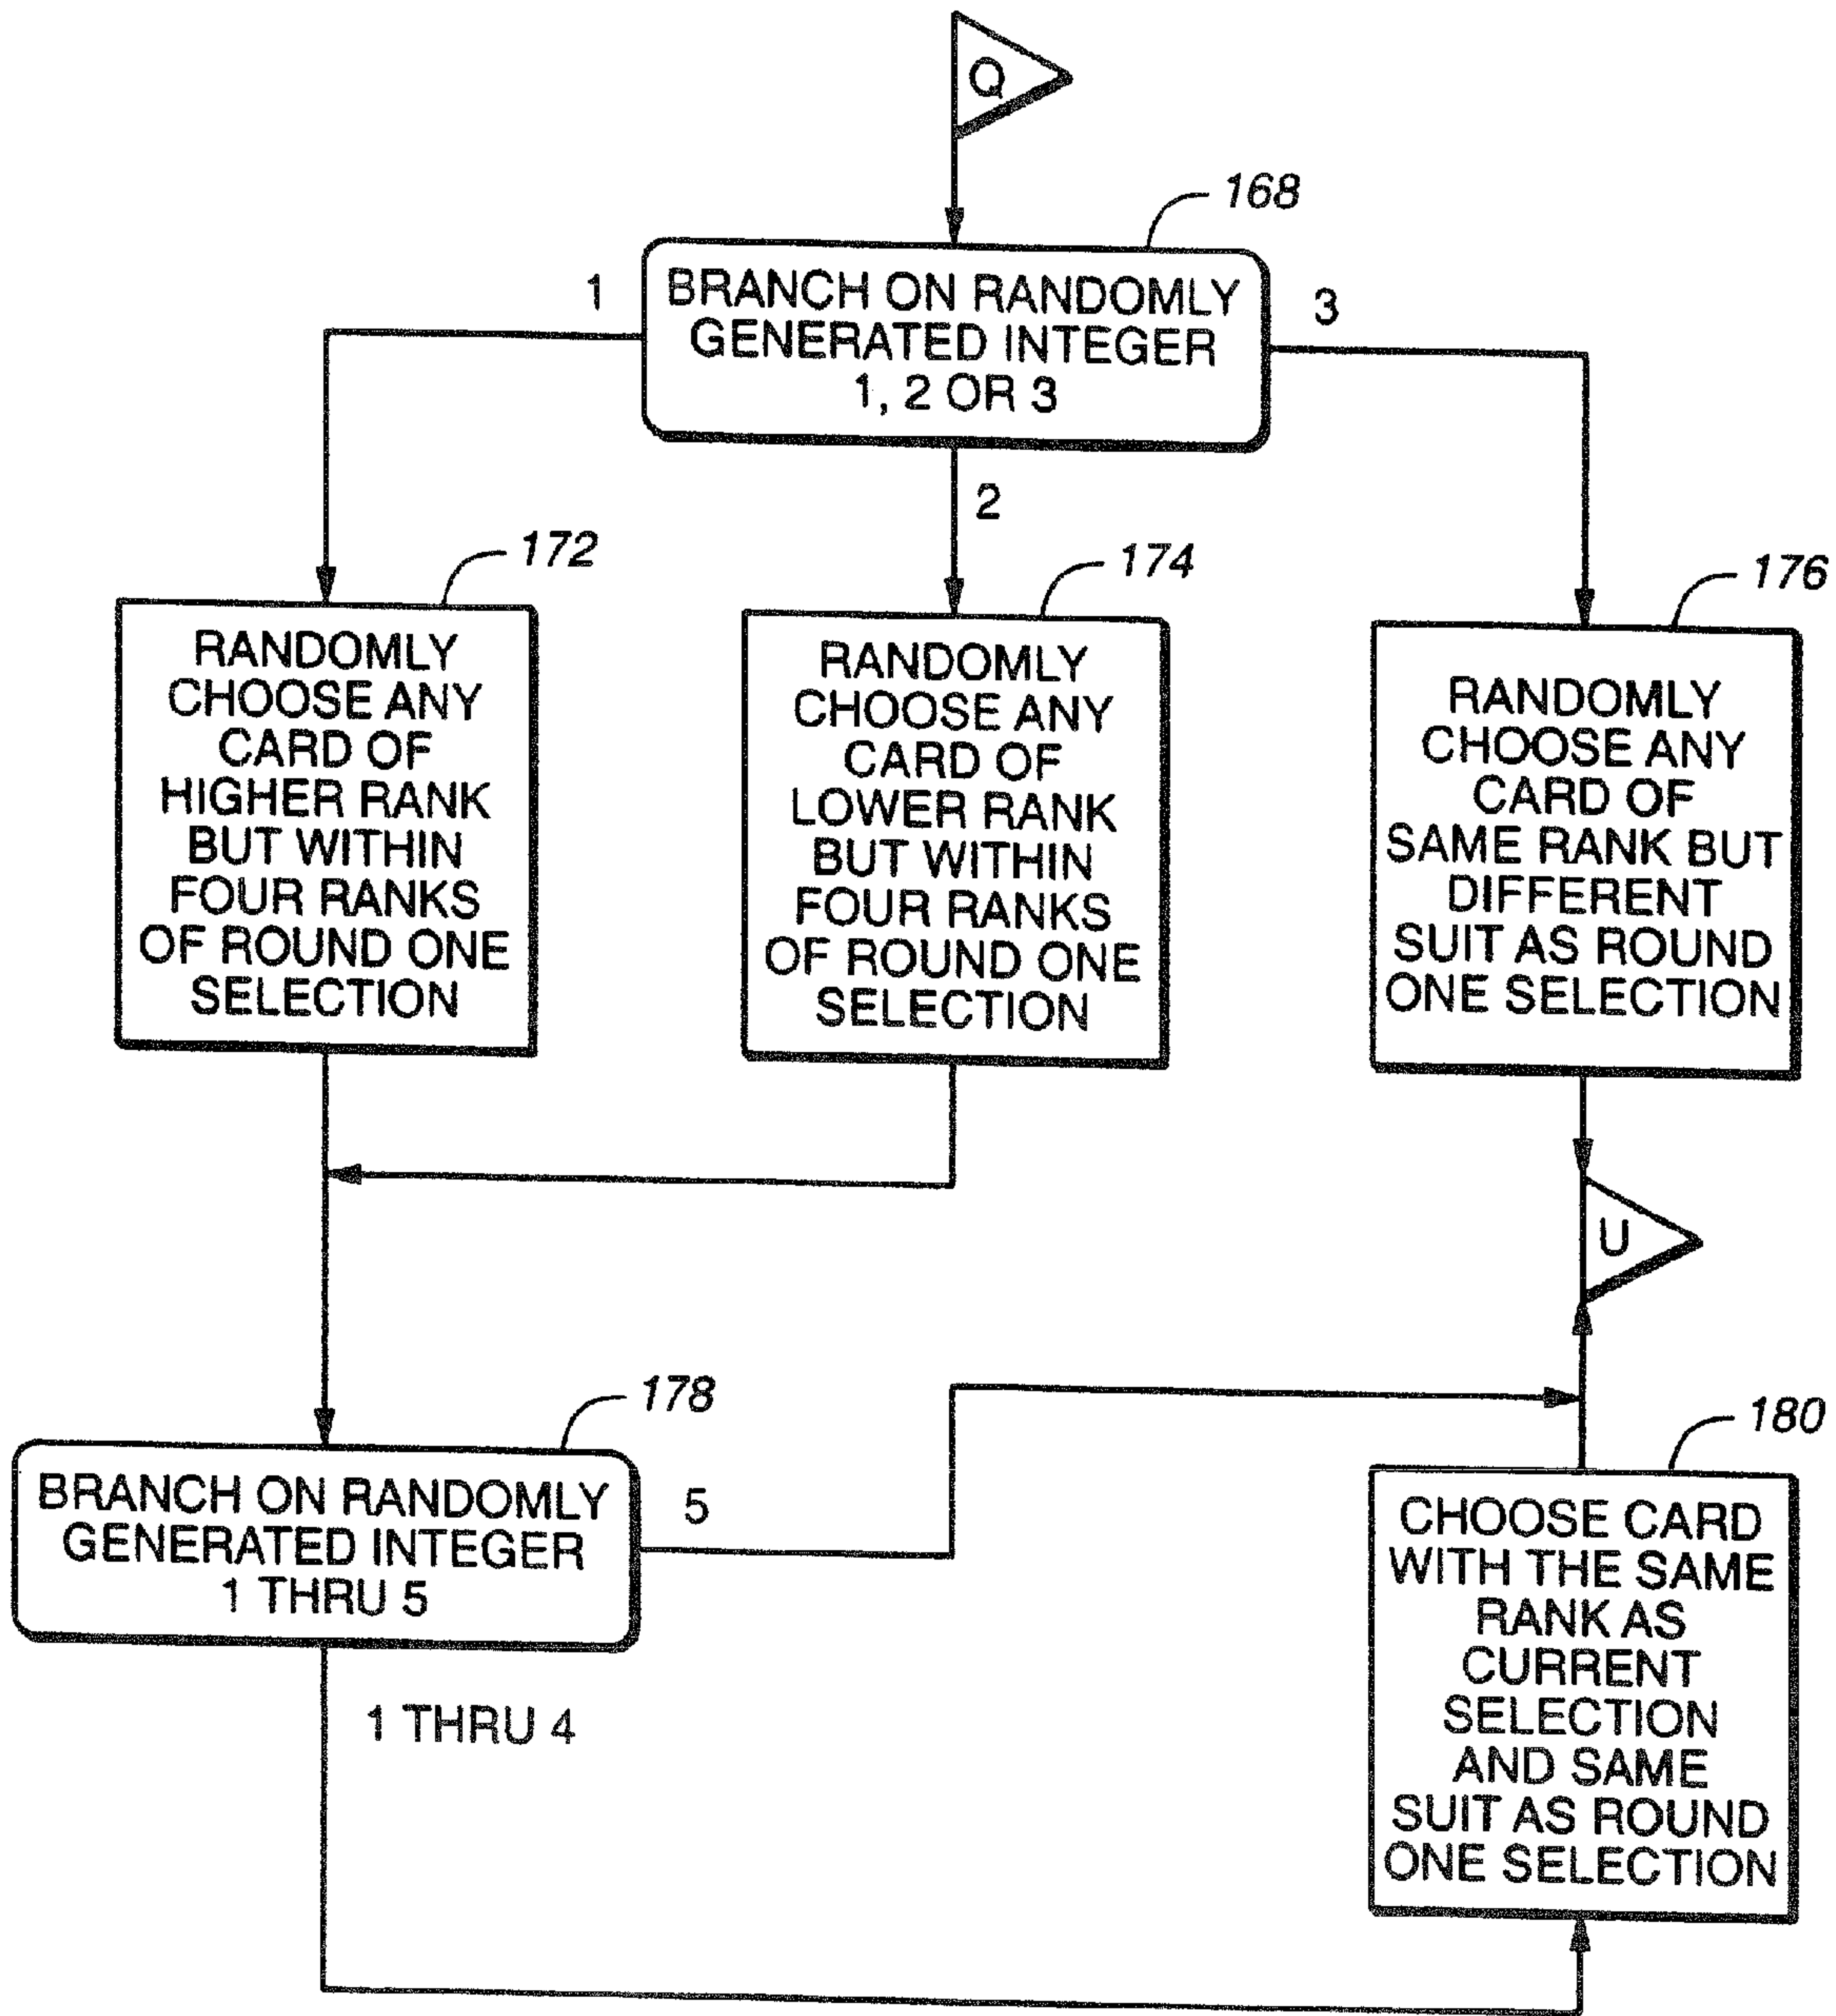 Q
168
BRANCH ON RANDOMLY
GENERATED INTEGER
1, 2 OR 3
1
3
2
172
RANDOMLY
CHOOSE ANY
CARD OF
HIGHER RANK
BUT WITHIN
FOUR RANKS
OF ROUND ONE
SELECTION
174
RANDOMLY
CHOOSE ANY
CARD OF
LOWER RANK
BUT WITHIN
FOUR RANKS
OF ROUND ONE
SELECTION
176
RANDOMLY
CHOOSE ANY
CARD OF
SAME RANK BUT
DIFFERENT
SUIT AS ROUND
ONE SELECTION
U
178
BRANCH ON RANDOMLY
GENERATED INTEGER
1 THRU 5
5
1 THRU 4
180
CHOOSE CARD
WITH THE SAME
RANK AS
CURRENT
SELECTION
AND SAME
SUIT AS ROUND
ONE SELECTION